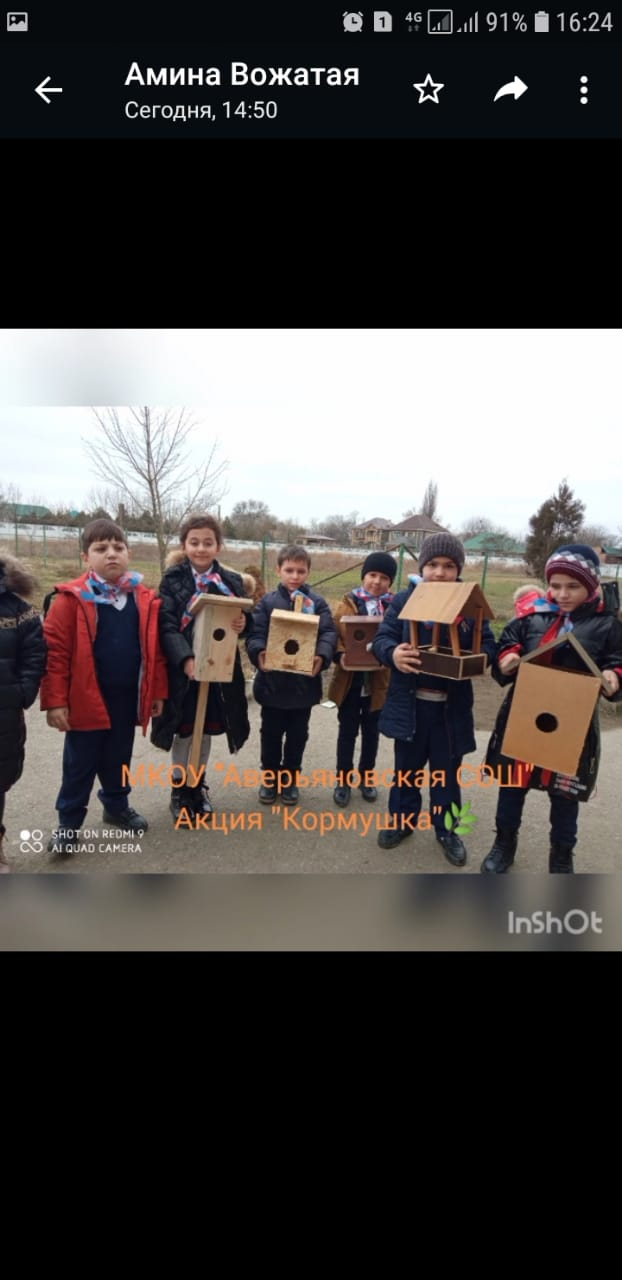 4G 91% 16:24
Амина Вожатая
Сегодня, 14:50
МКОУ "Аверьяновская СОШ"
Акция "Кормушка"
SHOT ON REDMI 9
AI QUAD CAMERA
InShOt